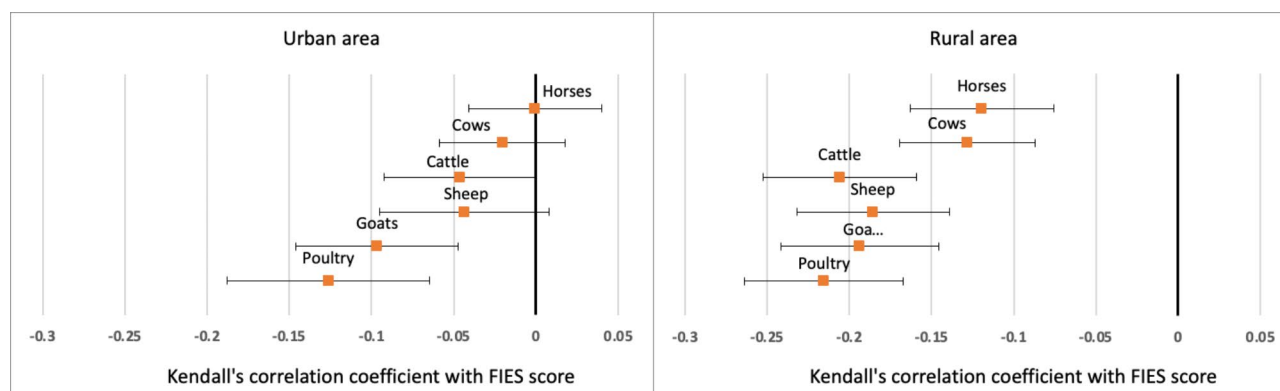 Urban area
Horses
Cows
Cattle
Sheep
Goats
Poultry
-0.3 -0.25 -0.2 -0.15 -0.1 -0.05 0 0.05
Kendall's correlation coefficient with FIES score
Rural area
Horses
Cows
Cattle
Sheep
Goa...
Poultry
-0.3 -0.25 -0.2 -0.15 -0.1 -0.05 0 0.05
Kendall's correlation coefficient with FIES score